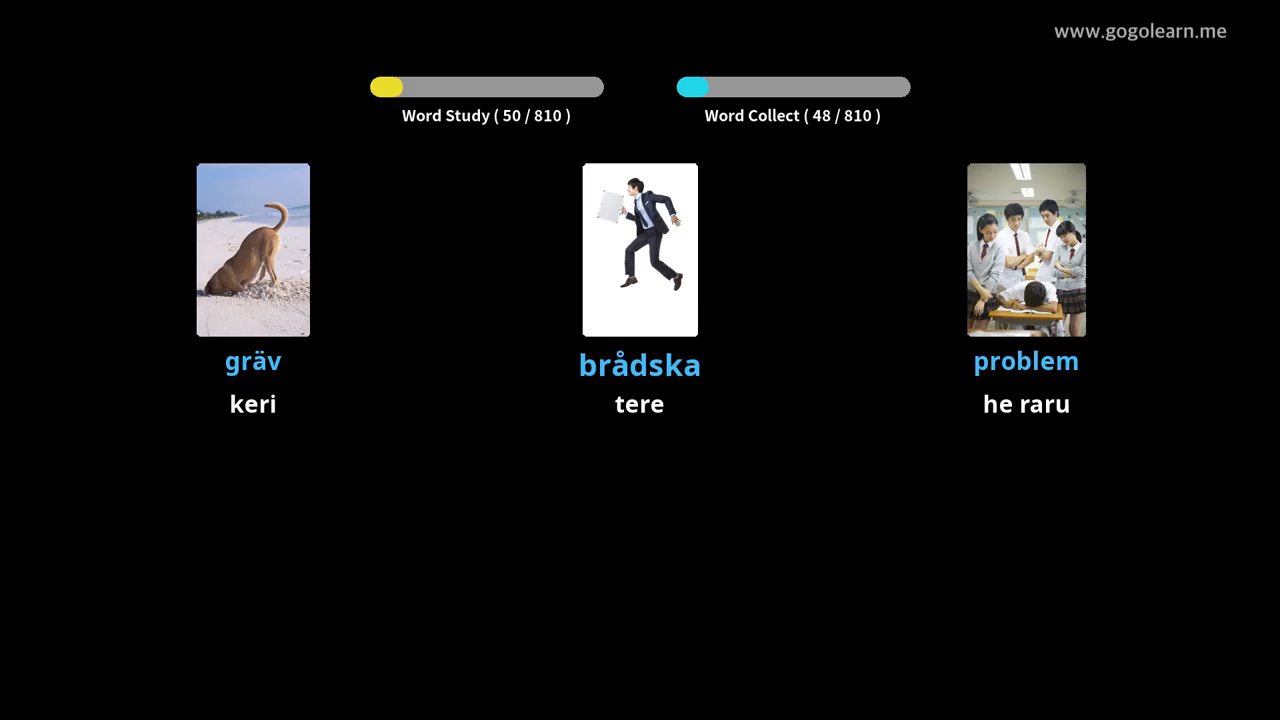 www.gogolearn.me
Word Study ( 50 / 810 )
Word Collect ( 48 / 810 )
gräv
brådska
problem
keri
tere
he raru